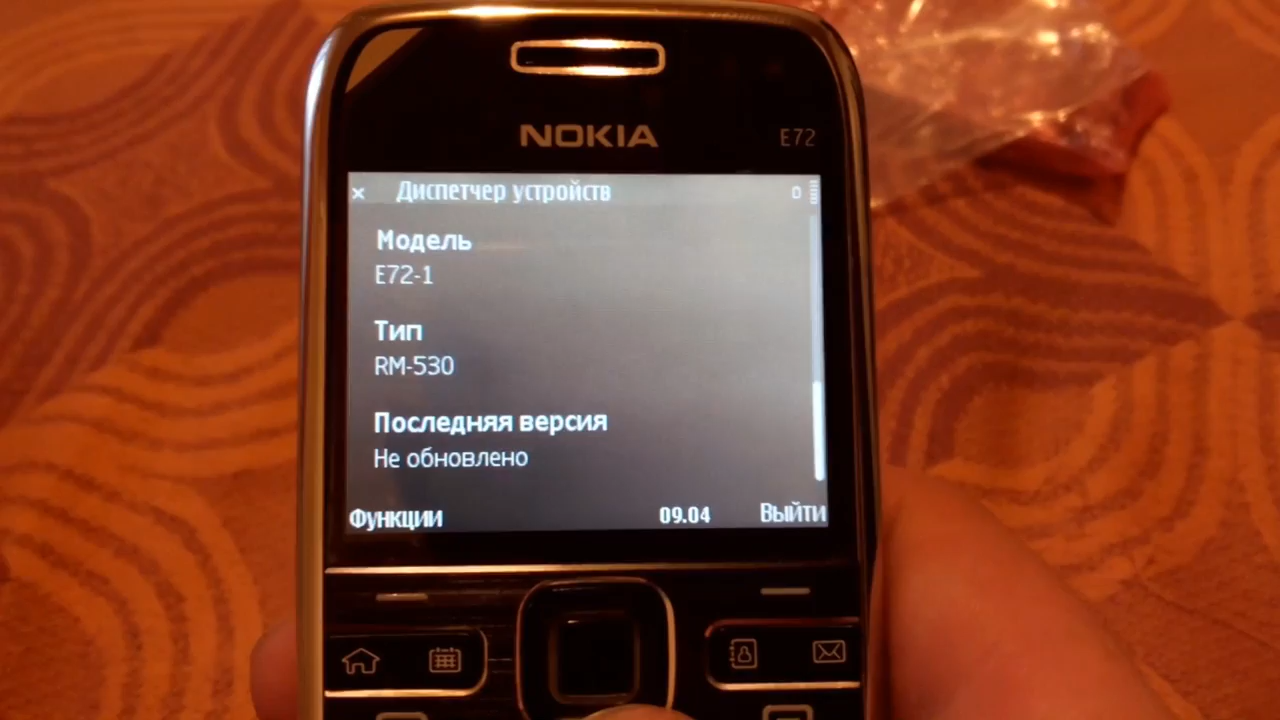 NOKIA
E72
Диспетчер устройств
Модель
E72-1
Тип
RM-530
Последняя версия
Не обновлено
Функции 09.04 Выйти